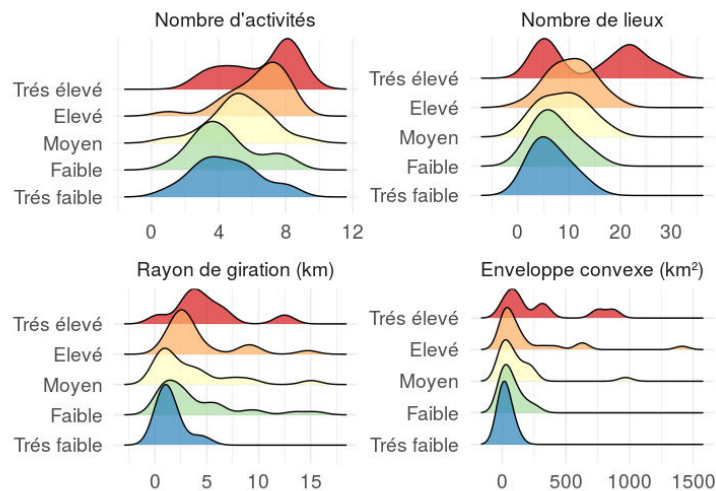 Nombre d'activités
Trés élevé
Elevé
Moyen
Faible
Trés faible
0 4 8 12
Nombre de lieux
Trés élevé
Elevé
Moyen
Faible
Trés faible
0 10 20 30
Rayon de giration (km)
Trés élevé
Elevé
Moyen
Faible
Trés faible
0 5 10 15
Enveloppe convexe (km²)
Trés élevé
Elevé
Moyen
Faible
Trés faible
0 500 1000 1500